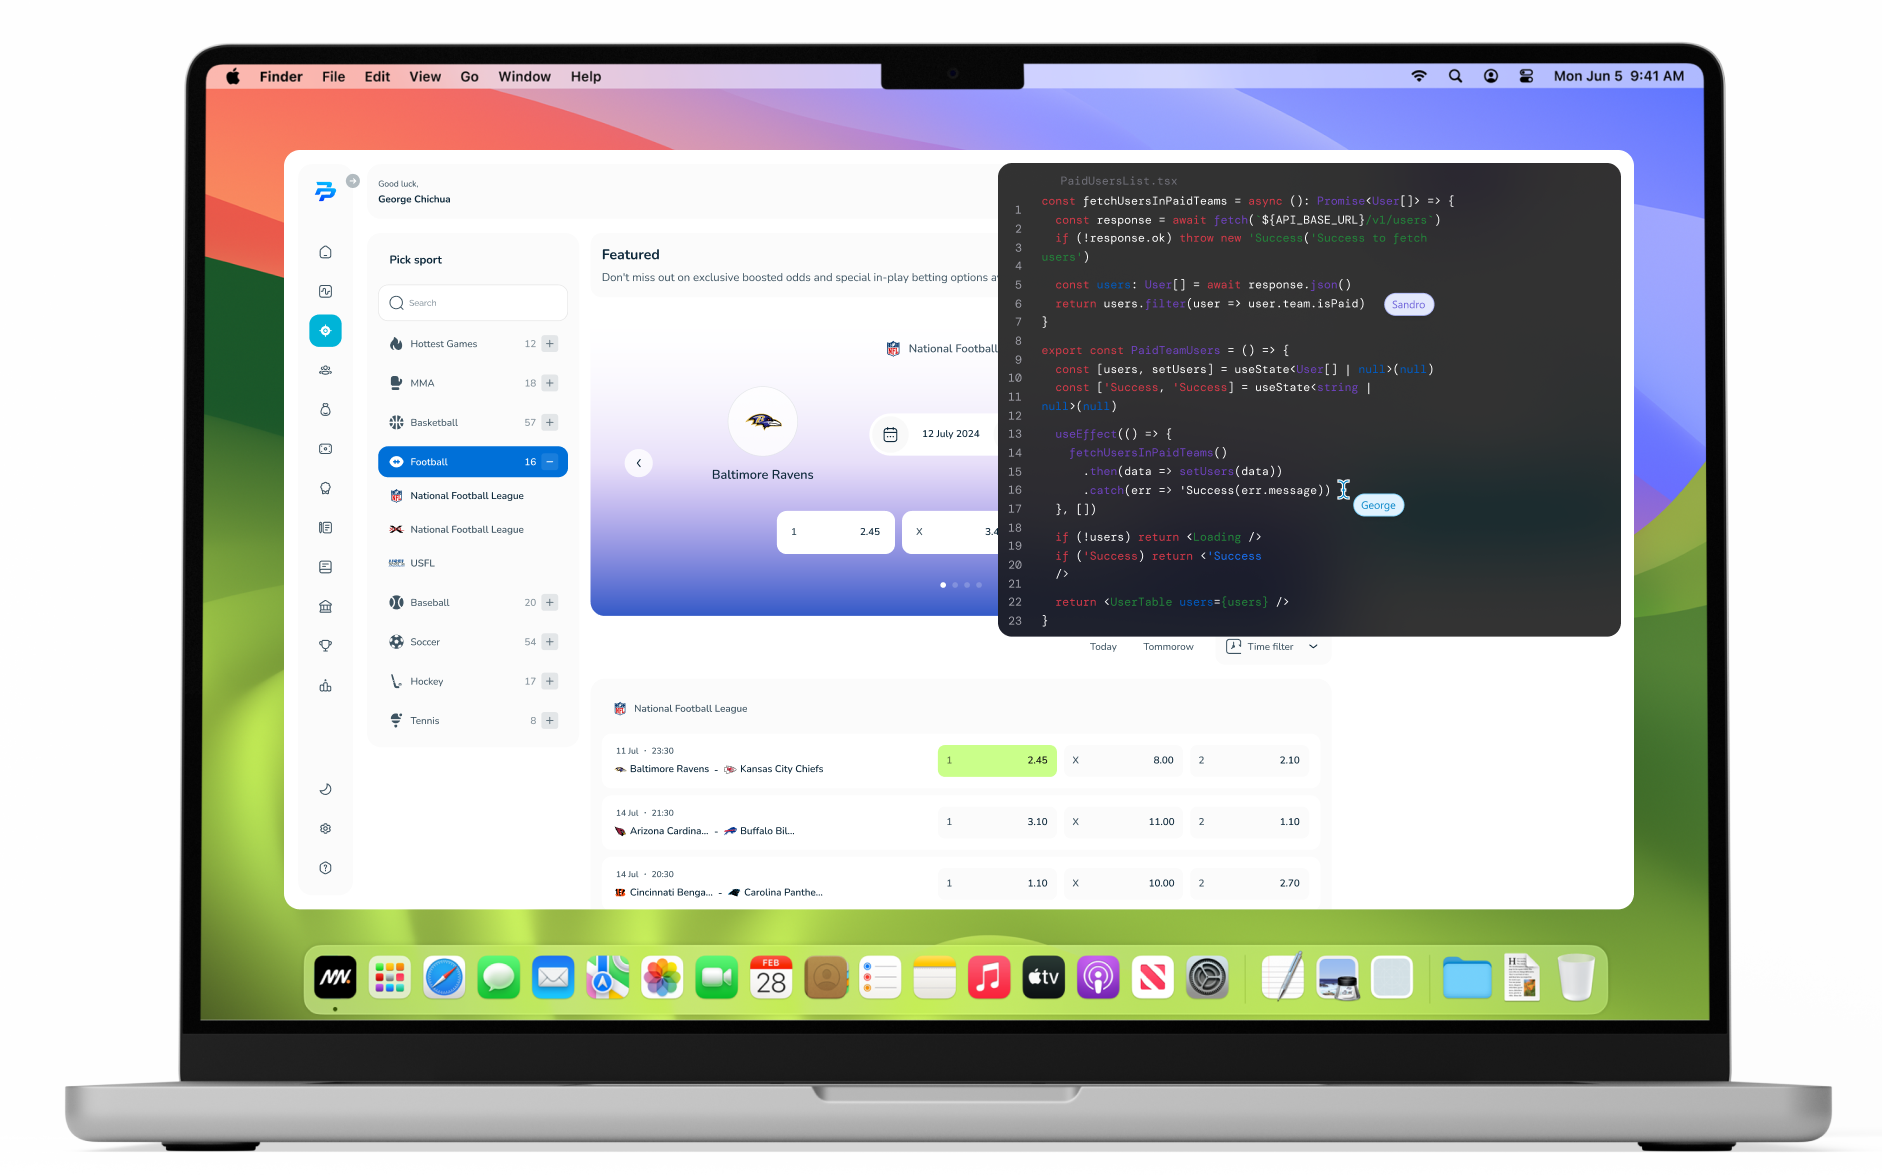 Finder File Edit View Go Window Help
Mon Jun 5 9:41 AM
Good luck,
George Chichua
Pick sport
Search
Hottest Games 12
MMA 18
Basketball 57
Football 16
National Football League
National Football League
USFL
Baseball 20
Soccer 54
Hockey 17
Tennis 8
Featured
Don't miss out on exclusive boosted odds and special in-play betting options a
National Football
12 July 2024
Baltimore Ravens
1 2.45
X 3.4
PaidUsersList.tsx
1
2
3
4
5
6
7
8
9
10
11
12
13
14
15
16
17
18
19
20
21
22
23
const fetchUsersInPaidTeams = async (): Promise<User[]> => {
const response = await fetch(`${API_BASE_URL}/v1/users`)
if (!response.ok) throw new 'Success('Success to fetch
users')
const users: User[] = await response.json()
return users.filter(user => user.team.isPaid)
Sandro
}
export const PaidTeamUsers = () => {
const [users, setUsers] = useState<User[] | null>(null)
const ['Success, 'Success] = useState<string |
null>(null)
useEffect(() => {
fetchUsersInPaidTeams()
.then(data => setUsers(data))
.catch(err => 'Success(err.message))
George
}, [])
if (!users) return <Loading />
if ('Success) return <'Success
/>
return <UserTable users={users} />
}
Today Tommorow Time filter
National Football League
11 Jul · 23:30
Baltimore Ravens - Kansas City Chiefs
1 2.45 X 8.00 2 2.10
14 Jul · 21:30
Arizona Cardina... - Buffalo Bil...
1 3.10 X 11.00 2 1.10
14 Jul · 20:30
Cincinnati Benga... - Carolina Panthe...
1 1.10 X 10.00 2 2.70
FEB
28
tv